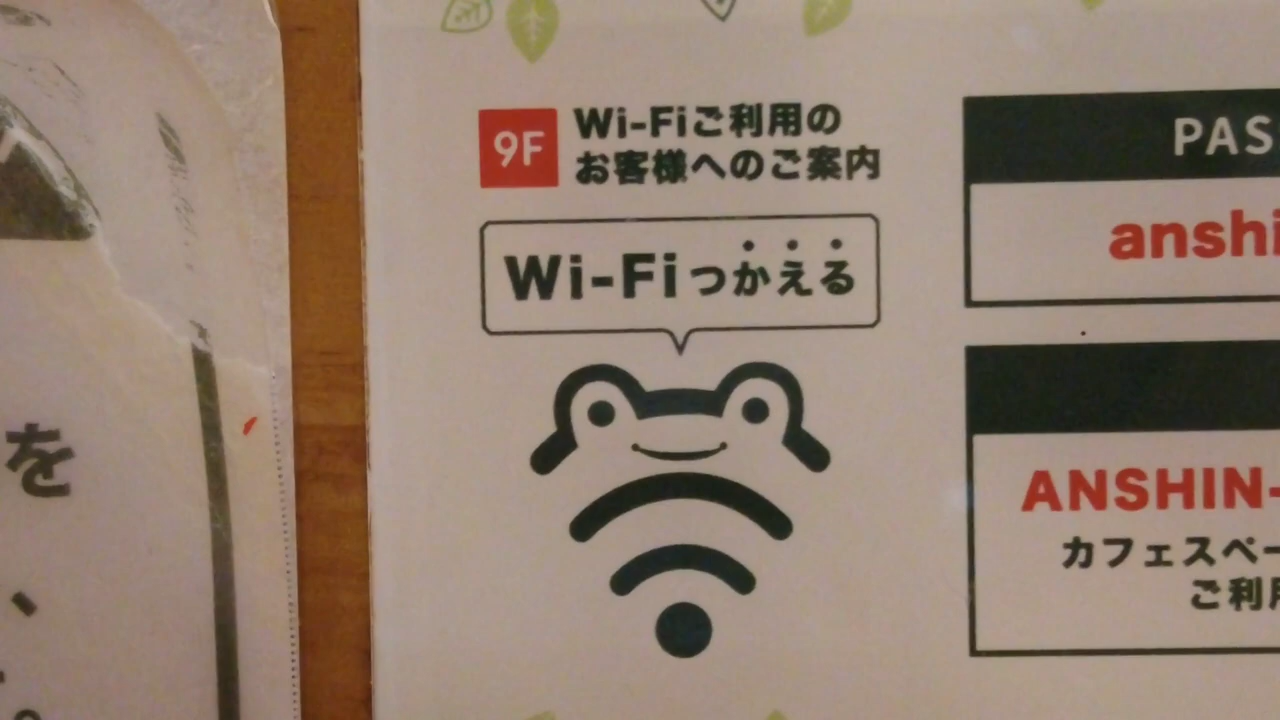 9F
Wi-Fiご利用の
お客様へのご案内
Wi-Fiつかえる
PAS
anshi
ANSHIN-
カフェスペー
ご利用
を
、